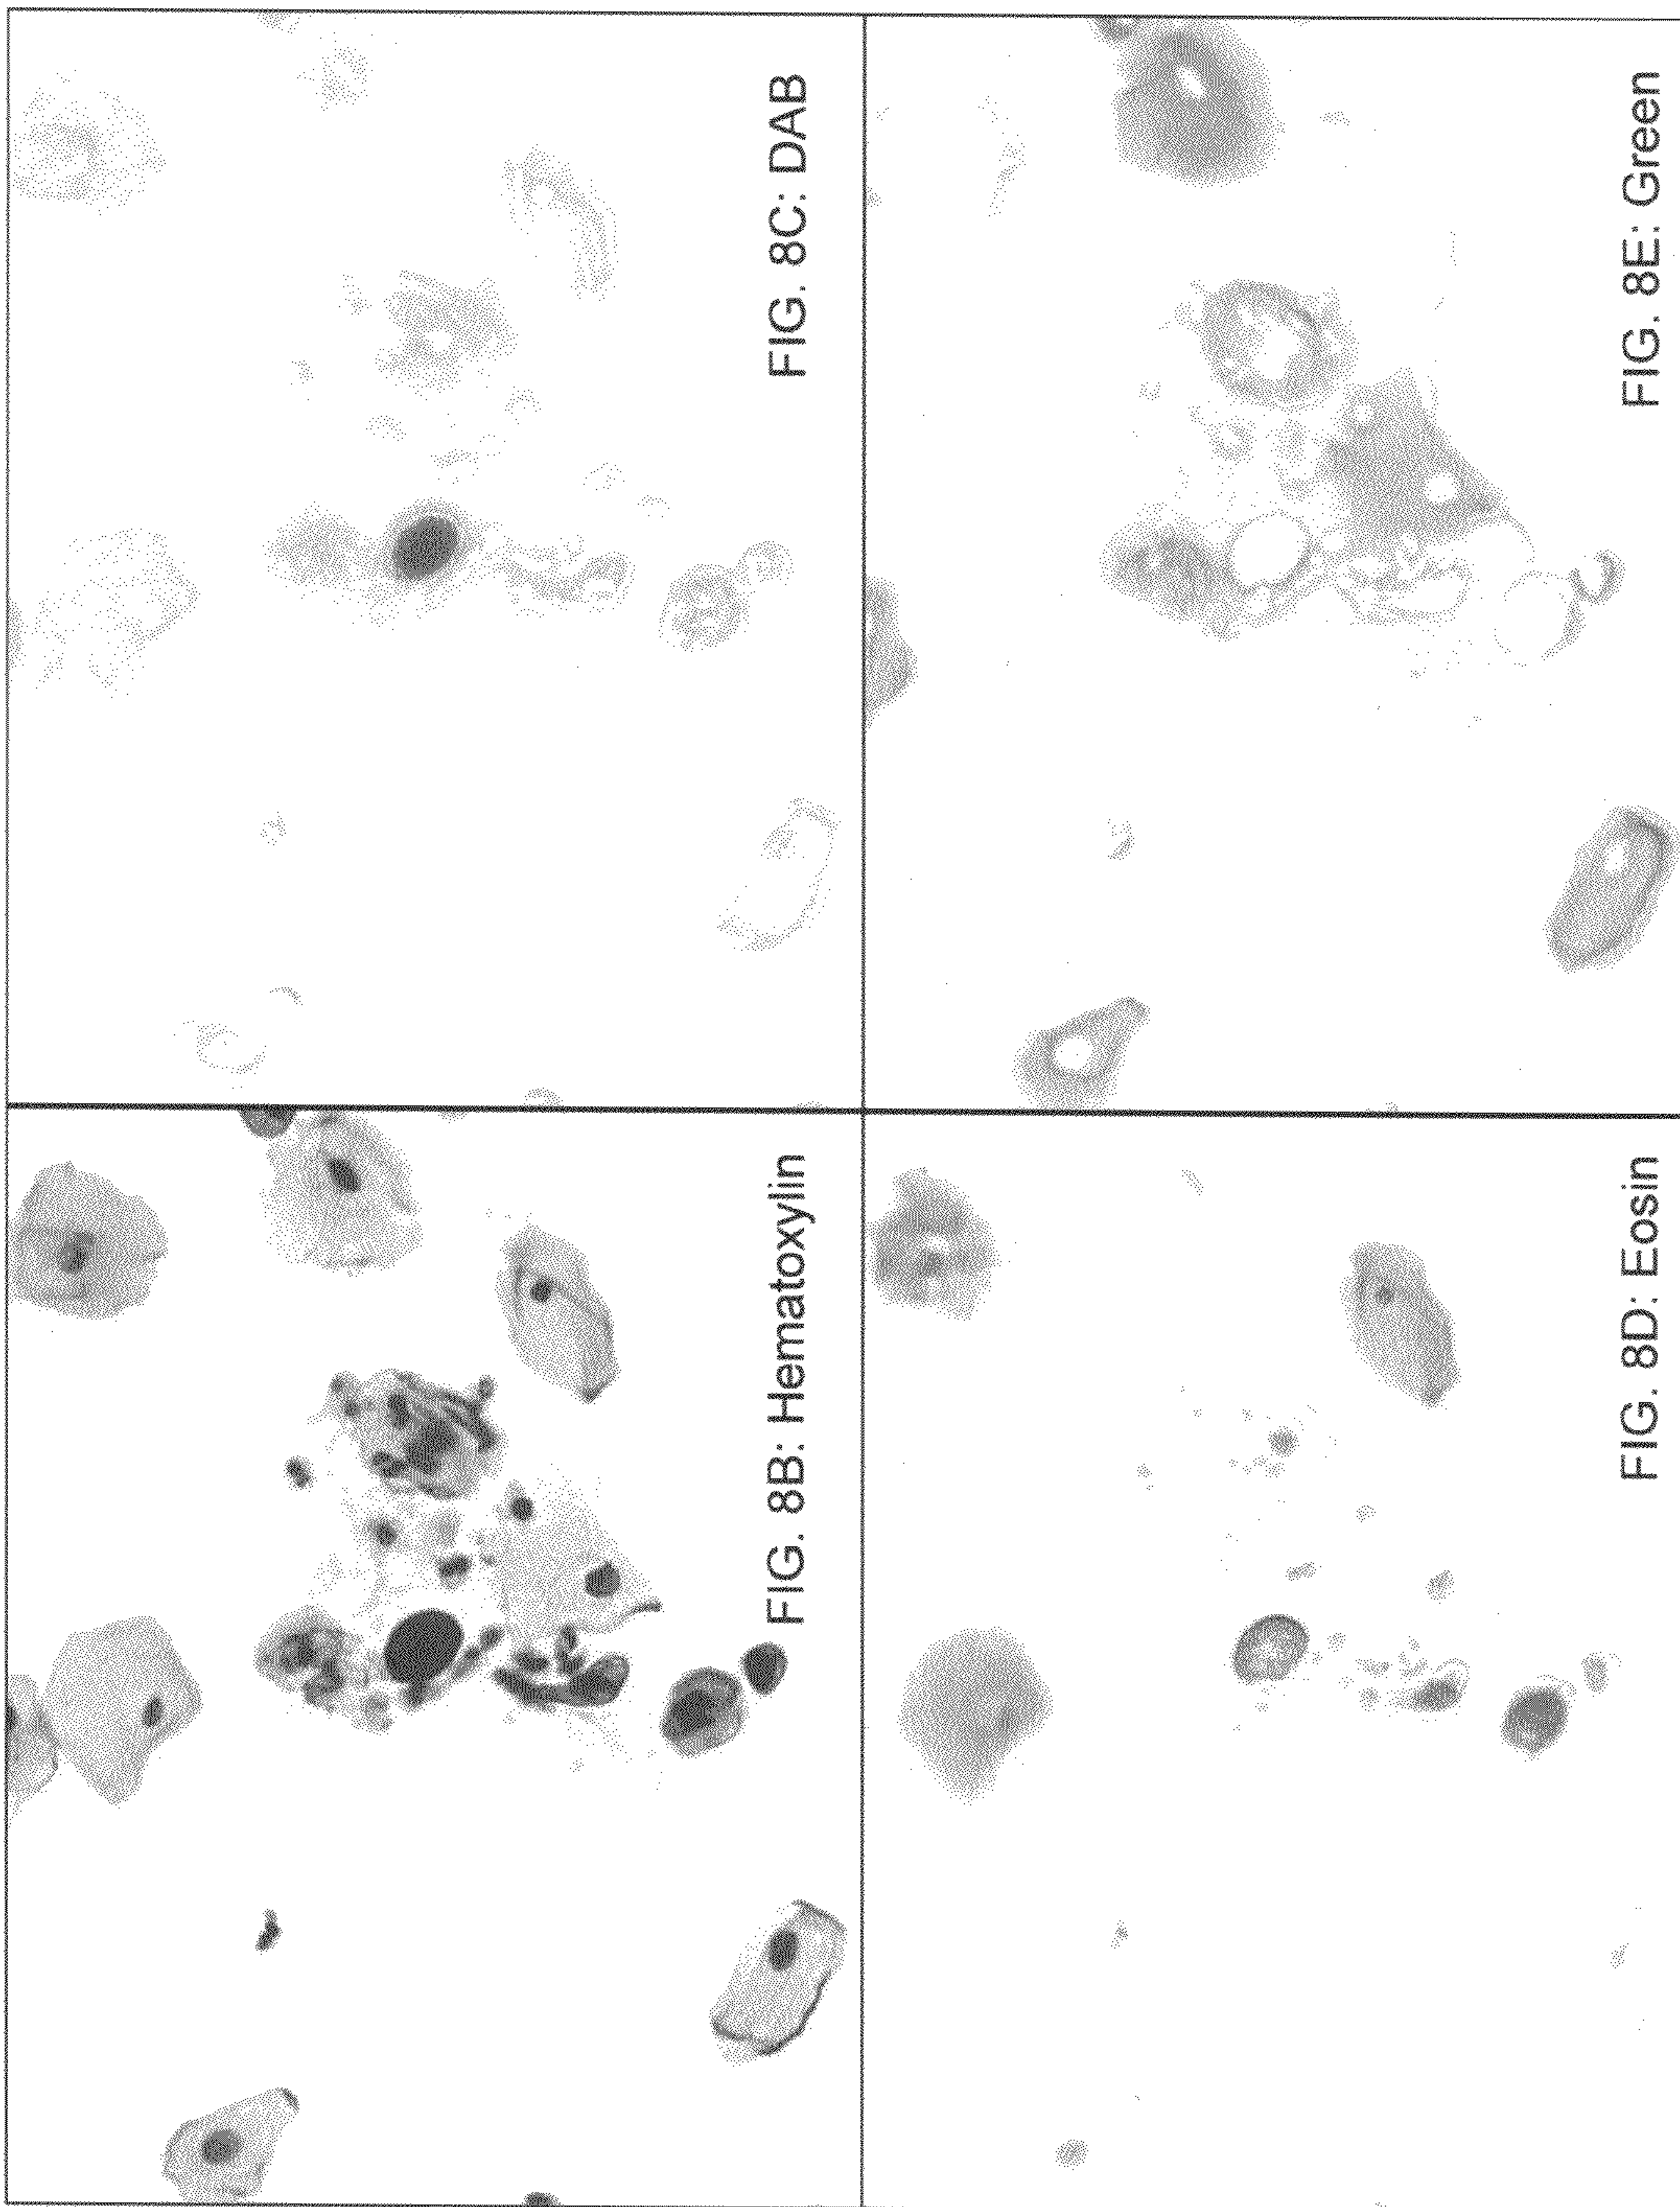 FIG. 8B: Hematoxylin
FIG. 8C: DAB
FIG. 8D: Eosin
FIG. 8E: Green